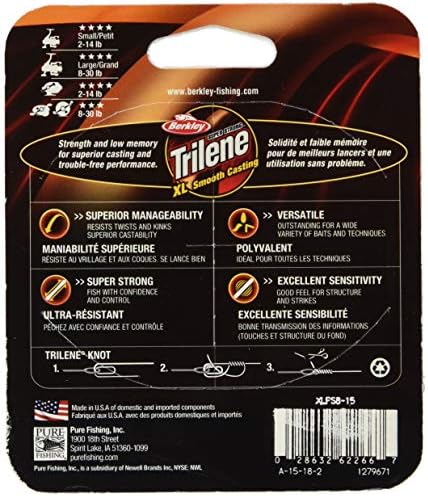 Small/Petit
2-14 lb
Large/Grand
8-30 lb
2-14 lb
8-30 lb
www.berkley-fishing.com
Berkley
SUPER STRONG
Trilene
XL Smooth Casting
Strength and low memory
for superior casting and
trouble-free performance.
Solidité et faible mémoire
pour de meilleurs lancers et une
utilisation sans problème.
>> SUPERIOR MANAGEABILITY
RESISTS TWISTS AND KINKS
SUPERIOR CASTABILITY
MANIABILITÉ SUPÉRIEURE
RÉSISTE AU VRILLAGE ET AUX COQUES. SE LANCE BIEN
>> VERSATILE
OUTSTANDING FOR A WIDE
VARIETY OF BAITS AND TECHNIQUES
POLYVALENT
IDÉAL POUR TOUTES LES TECHNIQUES
>> SUPER STRONG
FISH WITH CONFIDENCE
AND CONTROL
ULTRA-RÉSISTANT
PÊCHEZ AVEC CONFIANCE ET CONTRÔLE
>> EXCELLENT SENSITIVITY
GOOD FEEL FOR STRUCTURE
AND STRIKES
EXCELLENTE SENSIBILITÉ
BONNE TRANSMISSION DES INFORMATIONS
(TOUCHES ET STRUCTURE DU FOND)
TRILENE® KNOT
1.
2.
3.
Made in U.S.A of domestic and imported components
Fabriqué aux U.S.A avec des produits domestiques et importés
PURE
FISHING
Pure Fishing, Inc.
1900 18th Street
Spirit Lake, IA 51360-1099
purefishing.com
Pure Fishing, Inc., is a subsidiary of Newell Brands Inc, NYSE: NWL
XLFS8-15
0 28632 62266 7
A-15-18-2
1279671